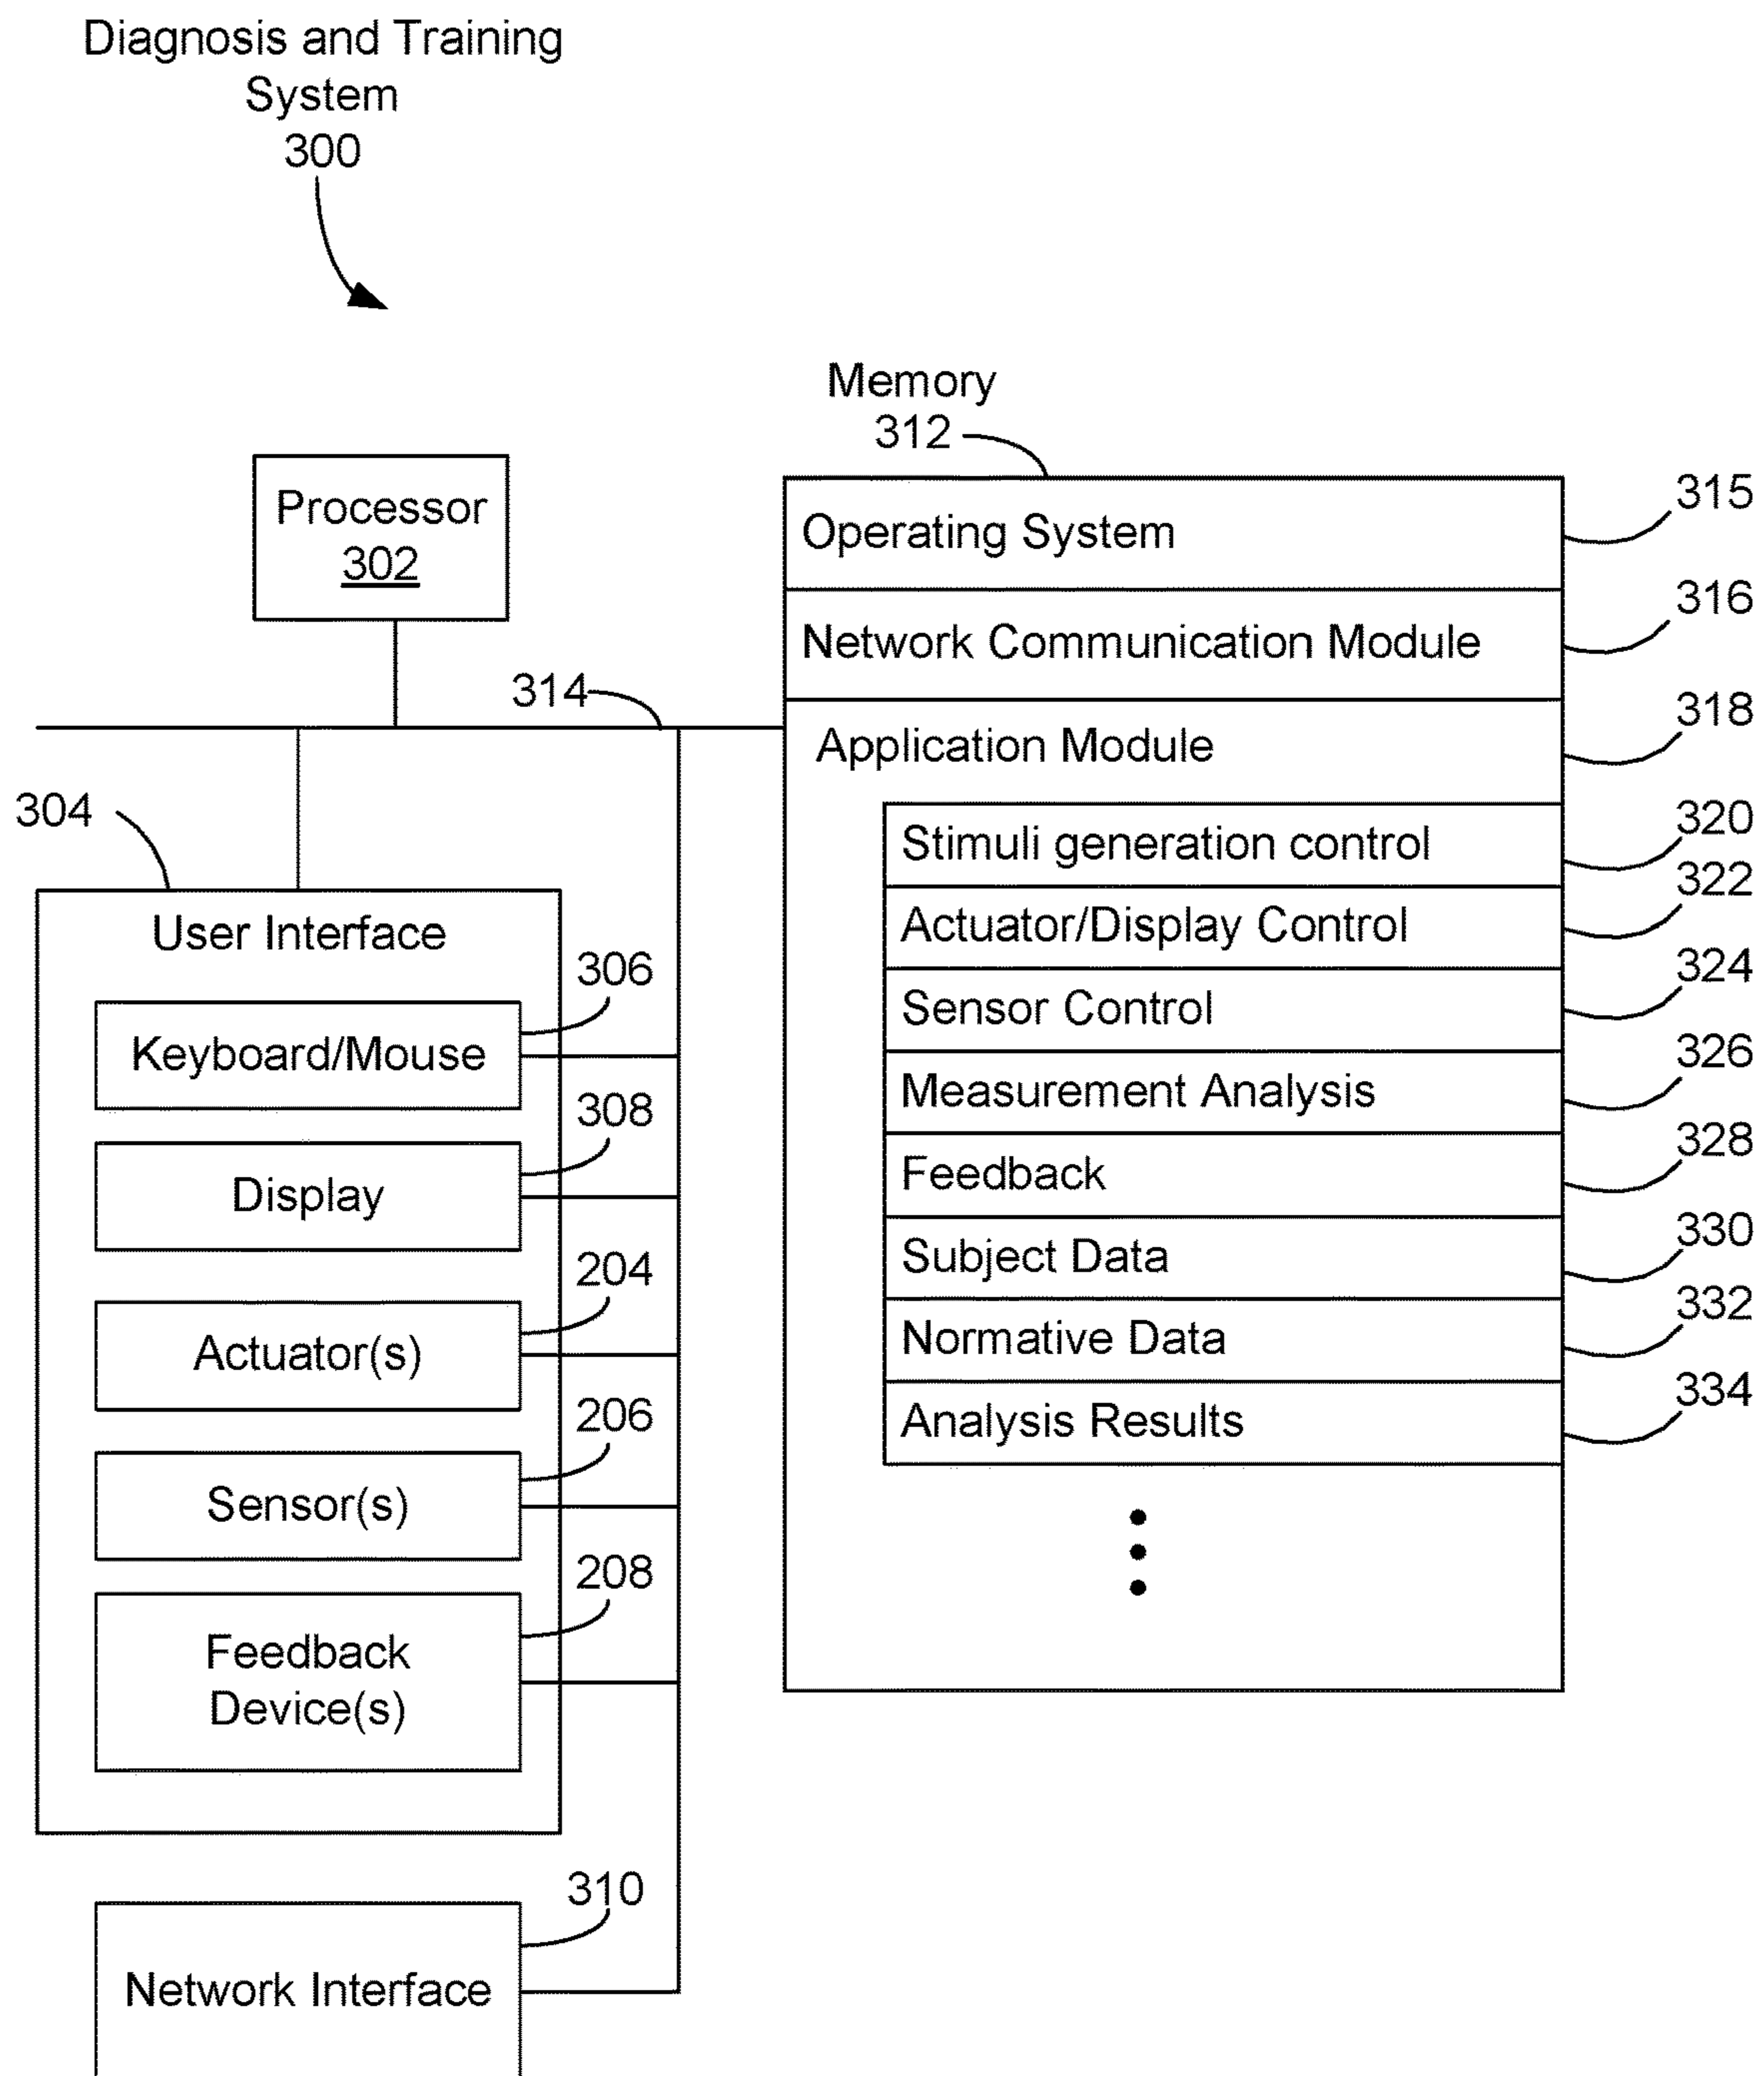 Diagnosis and Training
System
300
Memory
312
Processor
302
314
Operating System
315
Network Communication Module
316
Application Module
318
Stimuli generation control
320
Actuator/Display Control
322
Sensor Control
324
Measurement Analysis
326
Feedback
328
Subject Data
330
Normative Data
332
Analysis Results
334
304
User Interface
306
Keyboard/Mouse
308
Display
204
Actuator(s)
206
Sensor(s)
208
Feedback
Device(s)
310
Network Interface